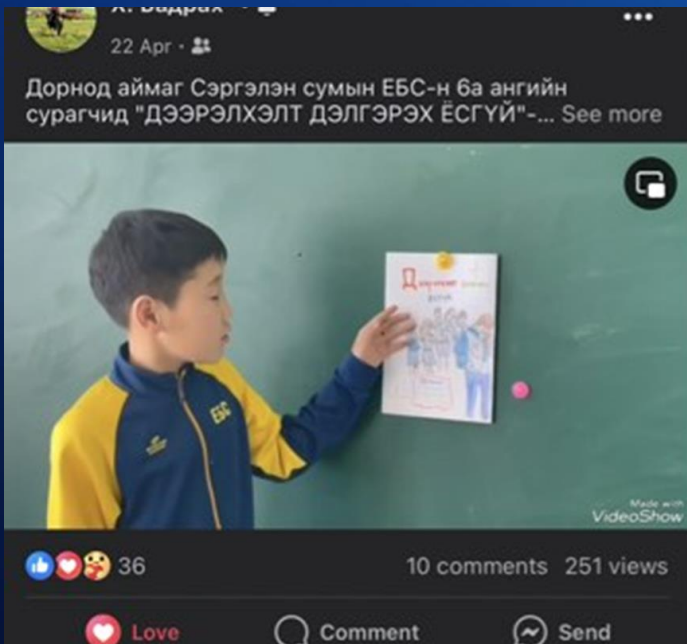 22 Apr
Дорнод аймаг Сэргэлэн сумын ЕБС-н 6а ангийн
сурагчид "ДЭЭРЭЛХЭЛТ ДЭЛГЭРЭХ ЁСГҮЙ"-... See more
ЕБС
Made with
VideoShow
36
10 comments 251 views
Love Comment Send